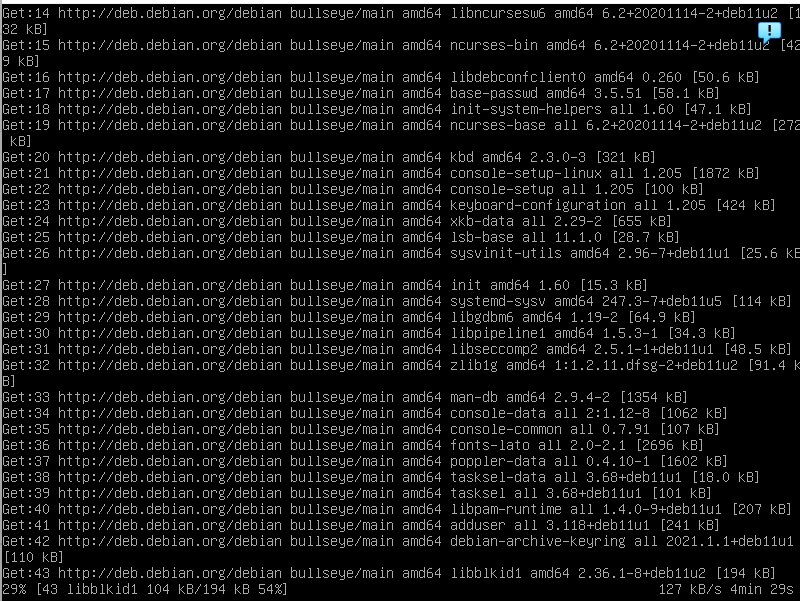 Get:14 http://deb.debian.org/debian bullseye/main amd64 libncursesw6 amd64 6.2+20201114-2+deb11u2 [1
32 kB]
Get:15 http://deb.debian.org/debian bullseye/main amd64 ncurses-bin amd64 6.2+20201114-2+deb11u2 [42
9 kB]
Get:16 http://deb.debian.org/debian bullseye/main amd64 libdebconfclient0 amd64 0.260 [50.6 kB]
Get:17 http://deb.debian.org/debian bullseye/main amd64 base-passwd amd64 3.5.51 [58.1 kB]
Get:18 http://deb.debian.org/debian bullseye/main amd64 init-system-helpers all 1.60 [47.1 kB]
Get:19 http://deb.debian.org/debian bullseye/main amd64 ncurses-base all 6.2+20201114-2+deb11u2 [272
 kB]
Get:20 http://deb.debian.org/debian bullseye/main amd64 kbd amd64 2.3.0-3 [321 kB]
Get:21 http://deb.debian.org/debian bullseye/main amd64 console-setup-linux all 1.205 [1872 kB]
Get:22 http://deb.debian.org/debian bullseye/main amd64 console-setup all 1.205 [100 kB]
Get:23 http://deb.debian.org/debian bullseye/main amd64 keyboard-configuration all 1.205 [424 kB]
Get:24 http://deb.debian.org/debian bullseye/main amd64 xkb-data all 2.29-2 [655 kB]
Get:25 http://deb.debian.org/debian bullseye/main amd64 lsb-base all 11.1.0 [28.7 kB]
Get:26 http://deb.debian.org/debian bullseye/main amd64 sysvinit-utils amd64 2.96-7+deb11u1 [25.6 kB
]
Get:27 http://deb.debian.org/debian bullseye/main amd64 init amd64 1.60 [15.3 kB]
Get:28 http://deb.debian.org/debian bullseye/main amd64 systemd-sysv amd64 247.3-7+deb11u5 [114 kB]
Get:29 http://deb.debian.org/debian bullseye/main amd64 libgdbm6 amd64 1.19-2 [64.9 kB]
Get:30 http://deb.debian.org/debian bullseye/main amd64 libpipeline1 amd64 1.5.3-1 [34.3 kB]
Get:31 http://deb.debian.org/debian bullseye/main amd64 libseccomp2 amd64 2.5.1-1+deb11u1 [48.5 kB]
Get:32 http://deb.debian.org/debian bullseye/main amd64 zlib1g amd64 1:1.2.11.dfsg-2+deb11u2 [91.4 k
B]
Get:33 http://deb.debian.org/debian bullseye/main amd64 man-db amd64 2.9.4-2 [1354 kB]
Get:34 http://deb.debian.org/debian bullseye/main amd64 console-data all 2:1.12-8 [1062 kB]
Get:35 http://deb.debian.org/debian bullseye/main amd64 console-common all 0.7.91 [107 kB]
Get:36 http://deb.debian.org/debian bullseye/main amd64 fonts-lato all 2.0-2.1 [2696 kB]
Get:37 http://deb.debian.org/debian bullseye/main amd64 poppler-data all 0.4.10-1 [1602 kB]
Get:38 http://deb.debian.org/debian bullseye/main amd64 tasksel-data all 3.68+deb11u1 [18.0 kB]
Get:39 http://deb.debian.org/debian bullseye/main amd64 tasksel all 3.68+deb11u1 [101 kB]
Get:40 http://deb.debian.org/debian bullseye/main amd64 libpam-runtime all 1.4.0-9+deb11u1 [207 kB]
Get:41 http://deb.debian.org/debian bullseye/main amd64 adduser all 3.118+deb11u1 [241 kB]
Get:42 http://deb.debian.org/debian bullseye/main amd64 debian-archive-keyring all 2021.1.1+deb11u1
[110 kB]
Get:43 http://deb.debian.org/debian bullseye/main amd64 libblkid1 amd64 2.36.1-8+deb11u2 [194 kB]
29% [43 libblkid1 104 kB/194 kB 54%] 127 kB/s 4min 29s